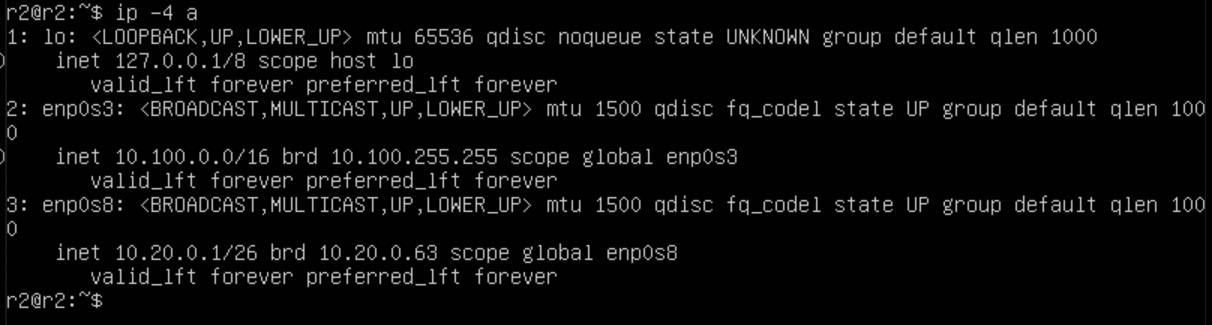 r2@r2:~$ ip -4 a
1: lo: <LOOPBACK,UP,LOWER_UP> mtu 65536 qdisc noqueue state UNKNOWN group default qlen 1000
    inet 127.0.0.1/8 scope host lo
       valid_lft forever preferred_lft forever
2: enp0s3: <BROADCAST,MULTICAST,UP,LOWER_UP> mtu 1500 qdisc fq_codel state UP group default qlen 100
0
    inet 10.100.0.0/16 brd 10.100.255.255 scope global enp0s3
       valid_lft forever preferred_lft forever
3: enp0s8: <BROADCAST,MULTICAST,UP,LOWER_UP> mtu 1500 qdisc fq_codel state UP group default qlen 100
0
    inet 10.20.0.1/26 brd 10.20.0.63 scope global enp0s8
       valid_lft forever preferred_lft forever
r2@r2:~$